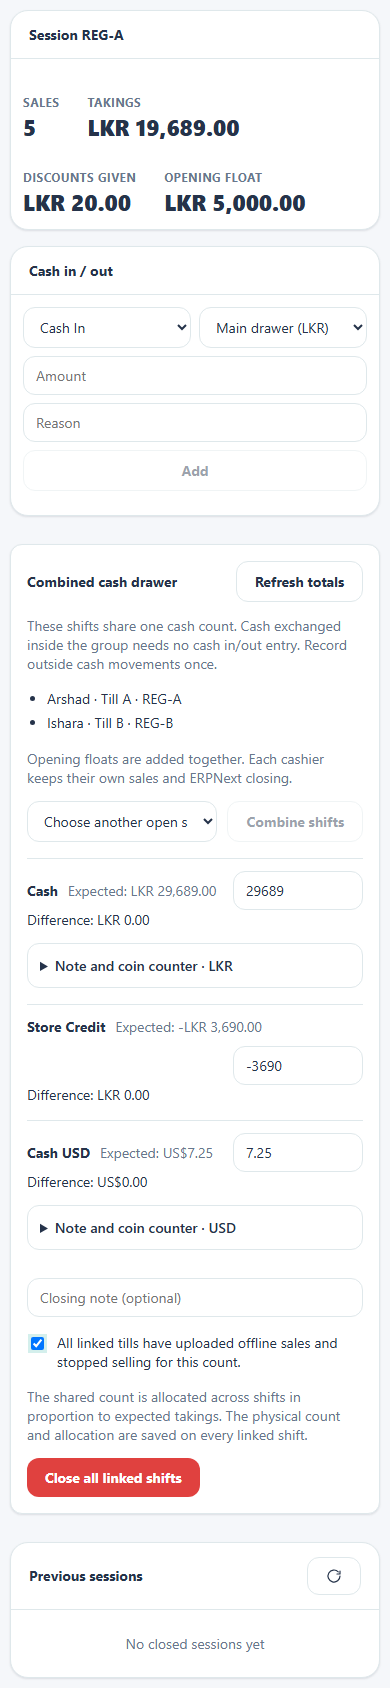 Session REG-A
SALES TAKINGS
5 LKR 19,689.00
DISCOUNTS GIVEN OPENING FLOAT
LKR 20.00 LKR 5,000.00
Cash in / out
Cash In Main drawer (LKR)
Amount
Reason
Add
Combined cash drawer Refresh totals
These shifts share one cash count. Cash exchanged
inside the group needs no cash in/out entry. Record
outside cash movements once.
• Arshad · Till A · REG-A
• Ishara · Till B · REG-B
Opening floats are added together. Each cashier
keeps their own sales and ERPNext closing.
Choose another open s Combine shifts
Cash Expected: LKR 29,689.00 29689
Difference: LKR 0.00
Note and coin counter · LKR
Store Credit Expected: -LKR 3,690.00
-3690
Difference: LKR 0.00
Cash USD Expected: US$7.25 7.25
Difference: US$0.00
Note and coin counter · USD
Closing note (optional)
All linked tills have uploaded offline sales and
stopped selling for this count.
The shared count is allocated across shifts in
proportion to expected takings. The physical count
and allocation are saved on every linked shift.
Close all linked shifts
Previous sessions
No closed sessions yet